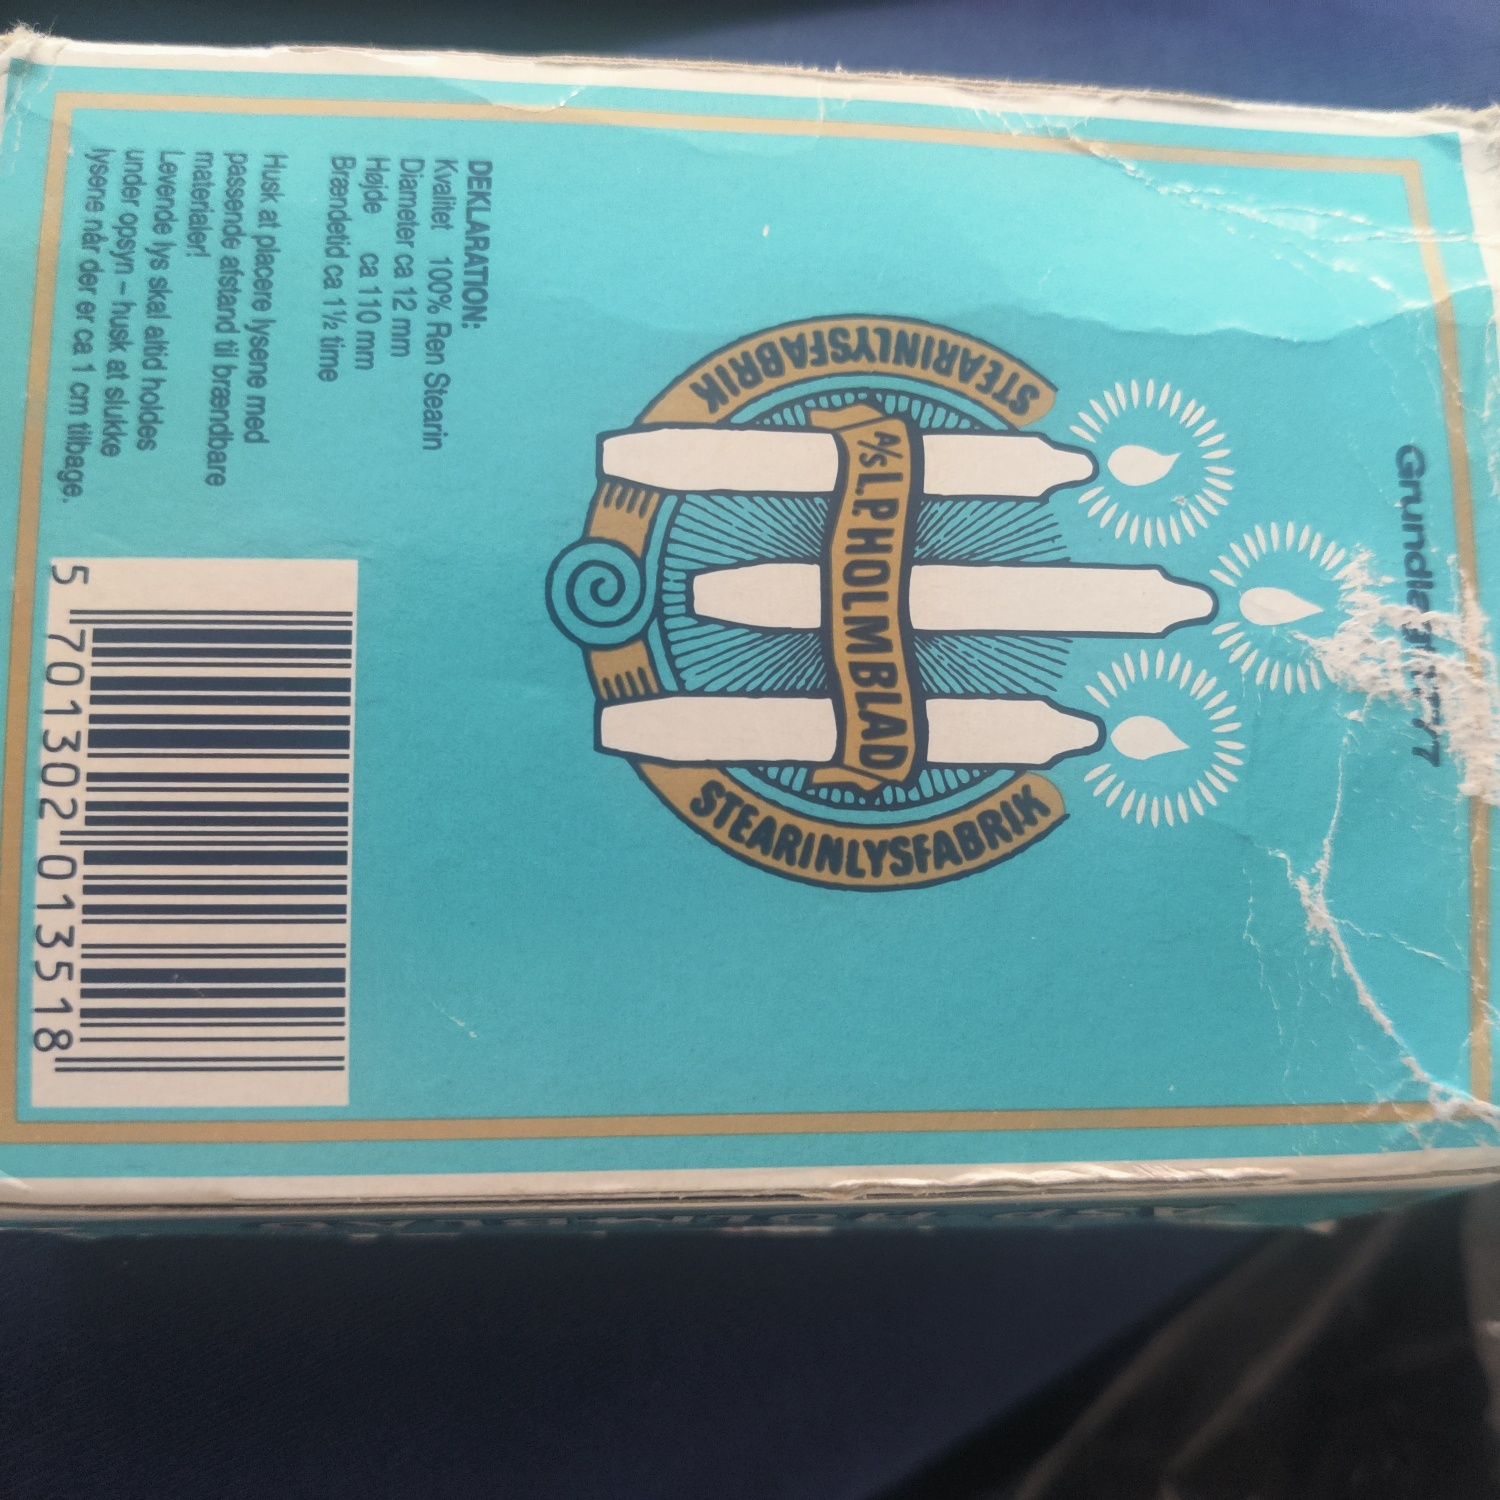 Grundlagt 1777
STEARINLYSFABRIK
A/S L.P. HOLMBLAD
STEARINLYSFABRIK
DEKLARATION:
Kvalitet 100% Ren Stearin
Diameter ca 12 mm
Højde ca 110 mm
Brændetid ca 1½ time
Husk at placere lysene med
passende afstand til brændbare
materialer!
Levende lys skal altid holdes
under opsyn – husk at slukke
lysene når der er ca 1 cm tilbage.
5 701302 013518